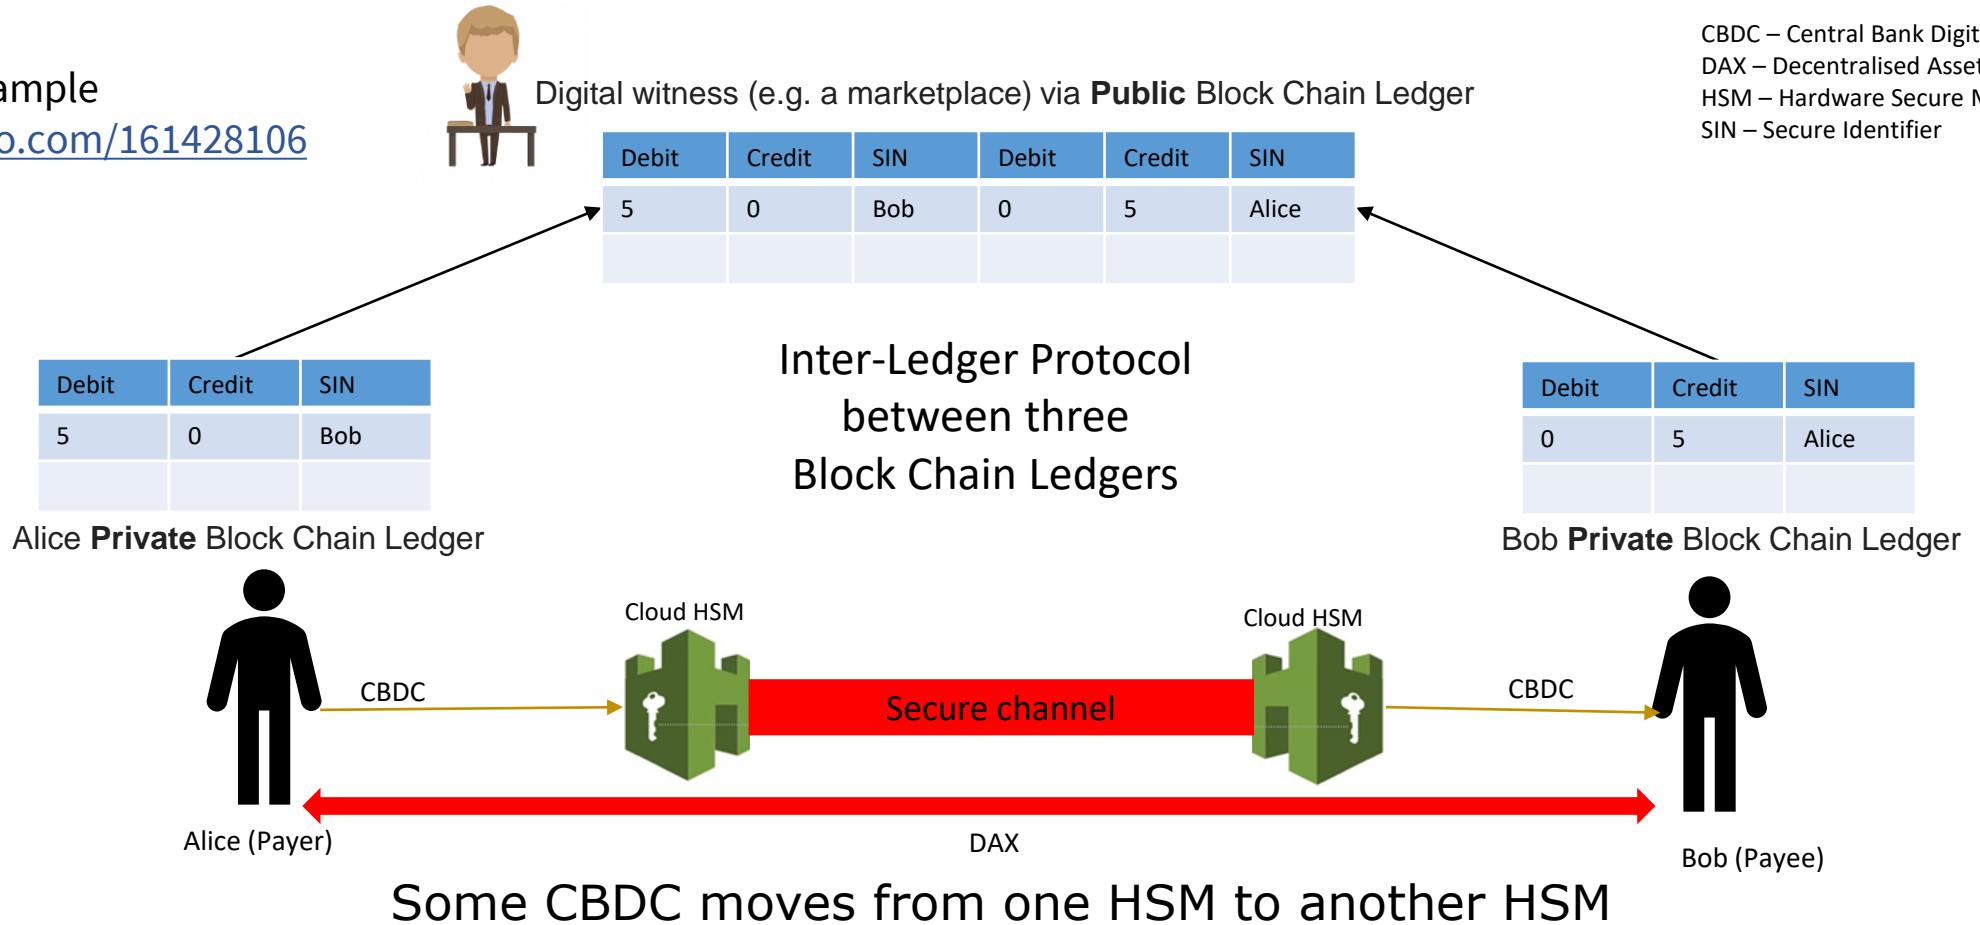 ample
o.com/161428106
Digital witness (e.g. a marketplace) via Public Block Chain Ledger
CBDC – Central Bank Digit
DAX – Decentralised Asset
HSM – Hardware Secure M
SIN – Secure Identifier
Debit Credit SIN Debit Credit SIN
5 0 Bob 0 5 Alice
Debit Credit SIN
5 0 Bob
Alice Private Block Chain Ledger
Inter-Ledger Protocol
between three
Block Chain Ledgers
Debit Credit SIN
0 5 Alice
Bob Private Block Chain Ledger
Cloud HSM
Cloud HSM
CBDC
Secure channel
CBDC
Alice (Payer)
DAX
Bob (Payee)
Some CBDC moves from one HSM to another HSM